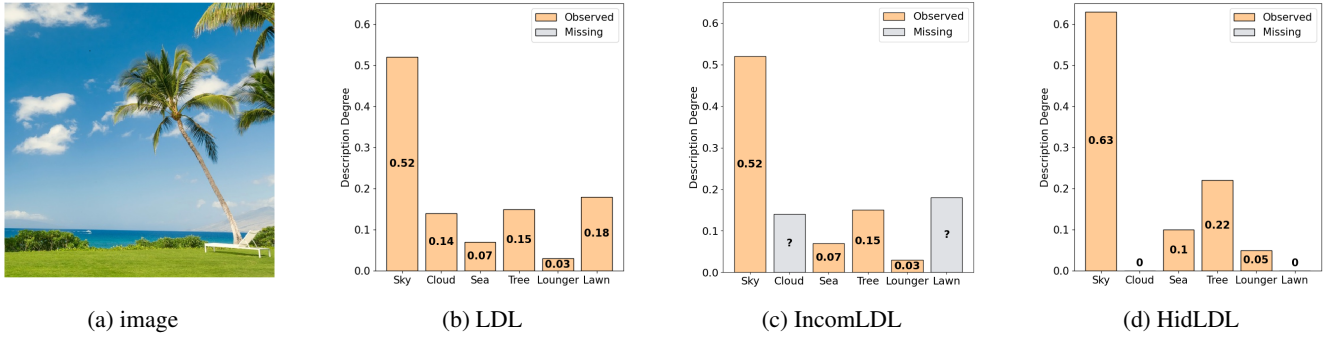 0.6
0.5
0.4
0.3
0.2
0.1
0.0
Description Degree
Observed
Missing
0.52
0.14
0.07
0.15
0.03
0.18
Sky Cloud Sea Tree Lounger Lawn
0.6
0.5
0.4
0.3
0.2
0.1
0.0
Description Degree
Observed
Missing
0.52
?
0.07
0.15
0.03
?
Sky Cloud Sea Tree Lounger Lawn
0.6
0.5
0.4
0.3
0.2
0.1
0.0
Description Degree
Observed
Missing
0.63
0
0.1
0.22
0.05
0
Sky Cloud Sea Tree Lounger Lawn
(a) image
(b) LDL
(c) IncomLDL
(d) HidLDL